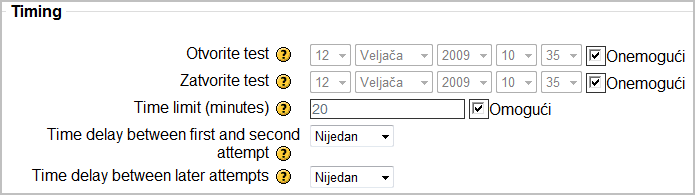 Timing
Otvorite test ? 12 Veljača 2009 10 35 Onemogući
Zatvorite test ? 12 Veljača 2009 10 35 Onemogući
Time limit (minutes) ? 20 Omogući
Time delay between first and second
attempt ? Nijedan
Time delay between later attempts ? Nijedan